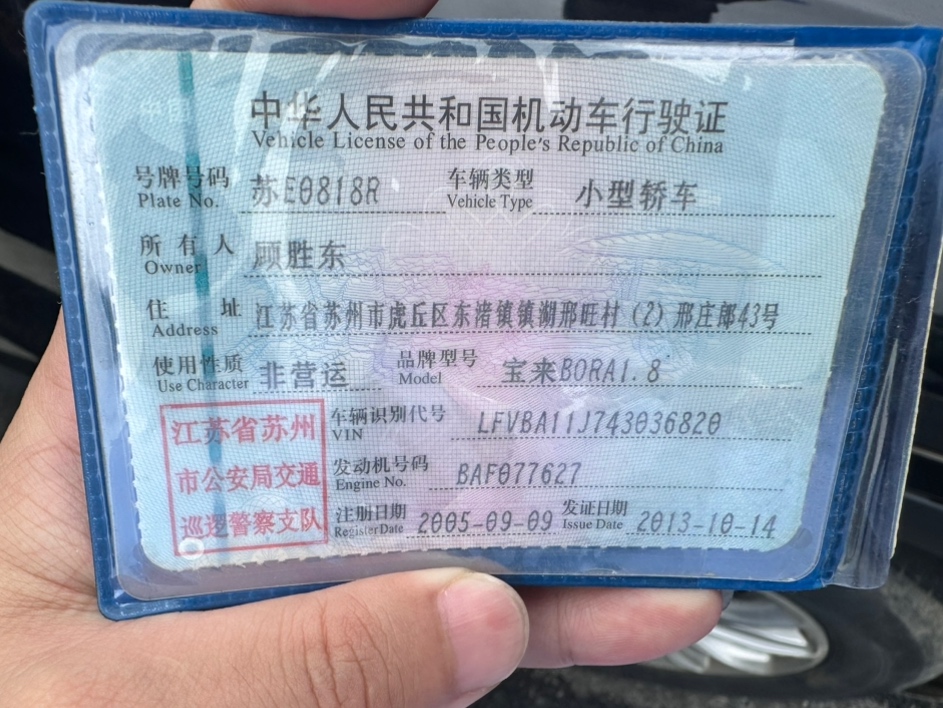 中华人民共和国机动车行驶证
Vehicle License of the People's Republic of China
号牌号码 苏E0818R 车辆类型 小型轿车
Plate No. Vehicle Type
所有人 顾胜东
Owner
住址 江苏省苏州市虎丘区东渚镇镇湖邢旺村(2)邢庄郎43号
Address
使用性质 非营运 品牌型号 宝来BORA1.8
Use Character Model
江苏省苏州 车辆识别代号 LFVBA11J743036820
VIN
市公安局交通 发动机号码 BAF077627
Engine No.
巡逻警察支队 注册日期 2005-09-09 发证日期 2013-10-14
Register Date Issue Date